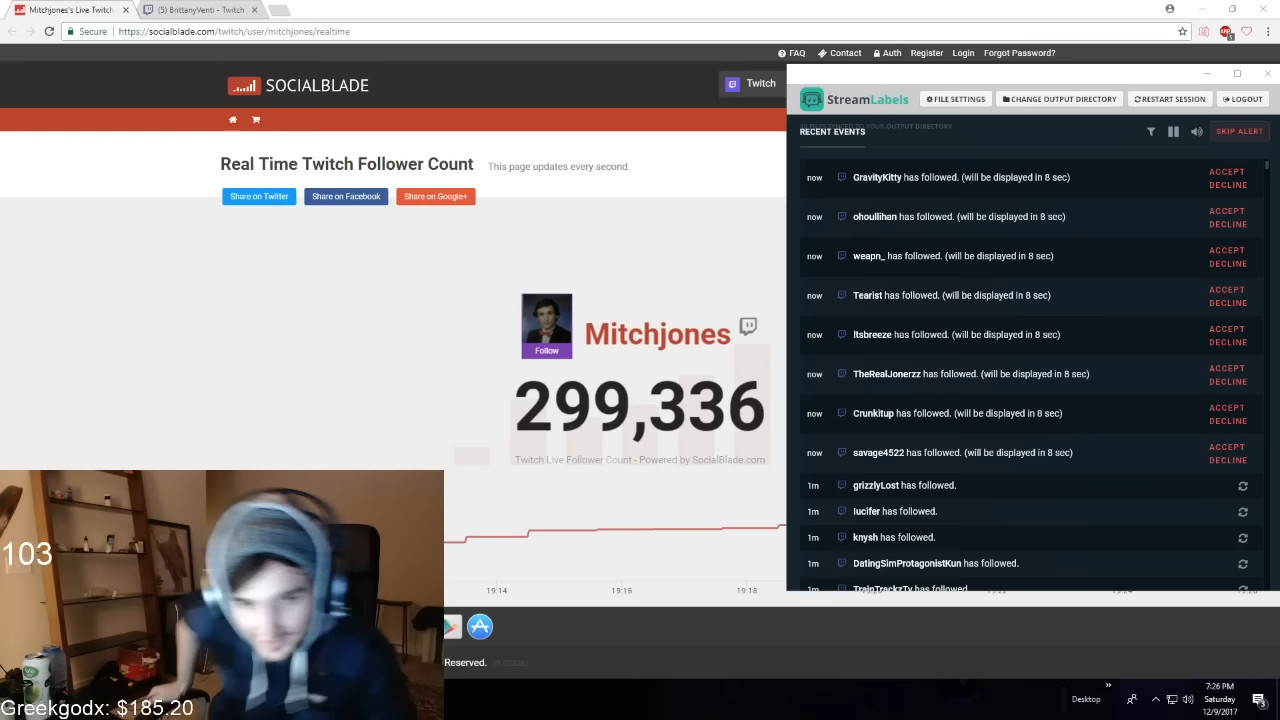 Mitchjones's Live Twitch
(5) BrittanyVenti - Twitch
Secure
https://socialblade.com/twitch/user/mitchjones/realtime
FAQ
Contact
Auth
Register
Login
Forgot Password?
SOCIALBLADE
Twitch
StreamLabels
FILE SETTINGS
CHANGE OUTPUT DIRECTORY
RESTART SESSION
LOGOUT
RECENT EVENTS
SKIP ALERT
Real Time Twitch Follower Count
This page updates every second.
Share on Twitter
Share on Facebook
Share on Google+
now GravityKitty has followed. (will be displayed in 8 sec) ACCEPT
DECLINE
now ohoullihan has followed. (will be displayed in 8 sec) ACCEPT
DECLINE
now weapn_ has followed. (will be displayed in 8 sec) ACCEPT
DECLINE
now Tearist has followed. (will be displayed in 8 sec) ACCEPT
DECLINE
now Itsbreeze has followed. (will be displayed in 8 sec) ACCEPT
DECLINE
now TheRealJonerzz has followed. (will be displayed in 8 sec) ACCEPT
DECLINE
now Crunkitup has followed. (will be displayed in 8 sec) ACCEPT
DECLINE
now savage4522 has followed. (will be displayed in 8 sec) ACCEPT
DECLINE
1m grizzlyLost has followed.
1m lucifer has followed.
1m knysh has followed.
1m DatingSimProtagonistKun has followed.
1m TrainTrackzTv has followed.
Follow
Mitchjones
299,336
Twitch Live Follower Count - Powered by SocialBlade.com
19:14
19:16
19:18
103
Reserved.
Greekgodx: $185.20
Desktop
7:26 PM
Saturday
12/9/2017
3